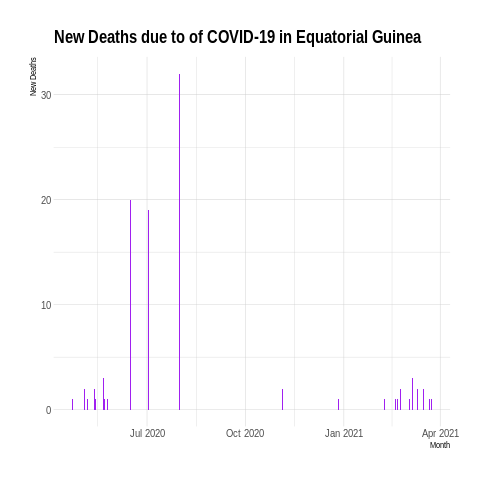 New Deaths due to of COVID-19 in Equatorial Guinea
New Deaths
30
20
10
0
Jul 2020 Oct 2020 Jan 2021 Apr 2021
Month